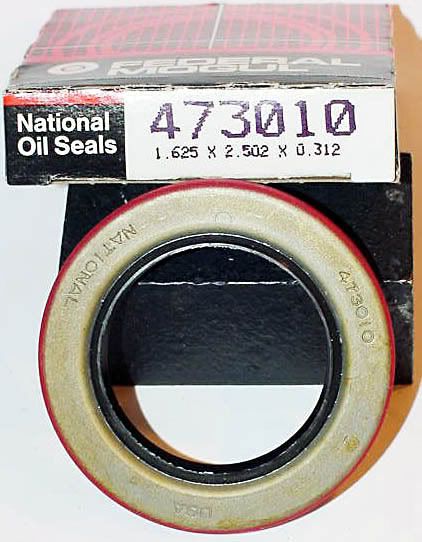 FEDERAL
MOGUL
National
Oil Seals
473010
1.625 X 2.502 X 0.312
NATIONAL
473010
USA